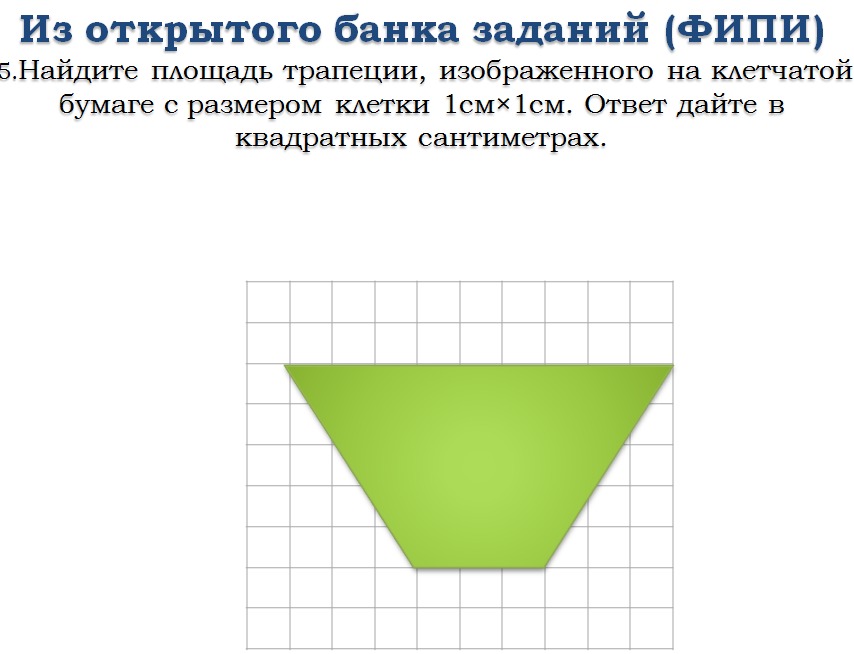 Из открытого банка заданий (ФИПИ)
5.Найдите площадь трапеции, изображенного на клетчатой
бумаге с размером клетки 1см×1см. Ответ дайте в
квадратных сантиметрах.